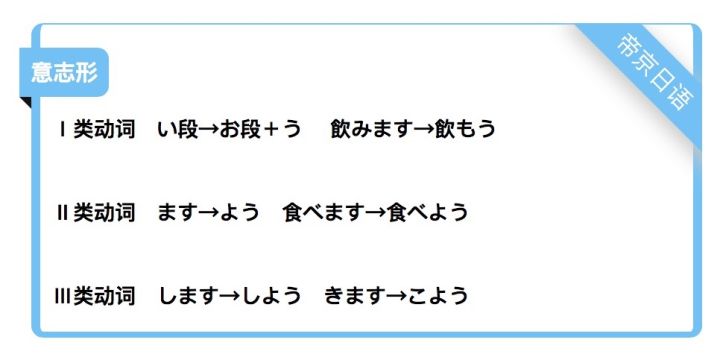 意志形
帝京日语
Ⅰ类动词　い段→お段＋う　飲みます→飲もう
Ⅱ类动词　ます→よう　食べます→食べよう
Ⅲ类动词　します→しよう　きます→こよう